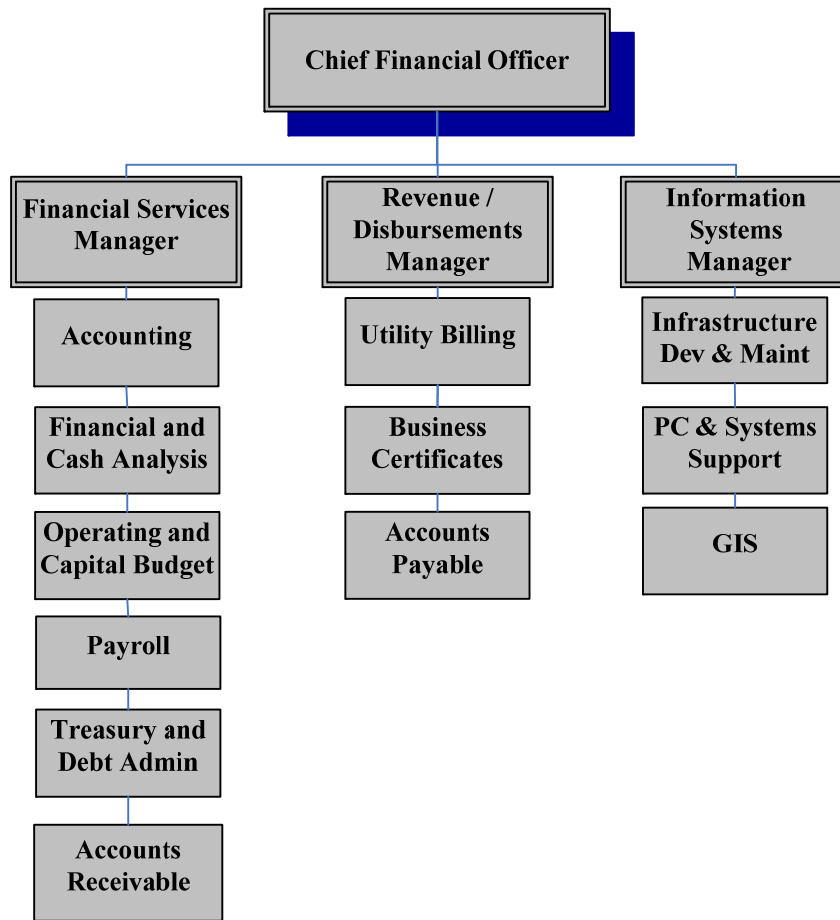 Chief Financial Officer
Financial Services
Manager
Revenue /
Disbursements
Manager
Information
Systems
Manager
Accounting
Utility Billing
Infrastructure
Dev & Maint
Financial and
Cash Analysis
Business
Certificates
PC & Systems
Support
Operating and
Capital Budget
Accounts
Payable
GIS
Payroll
Treasury and
Debt Admin
Accounts
Receivable